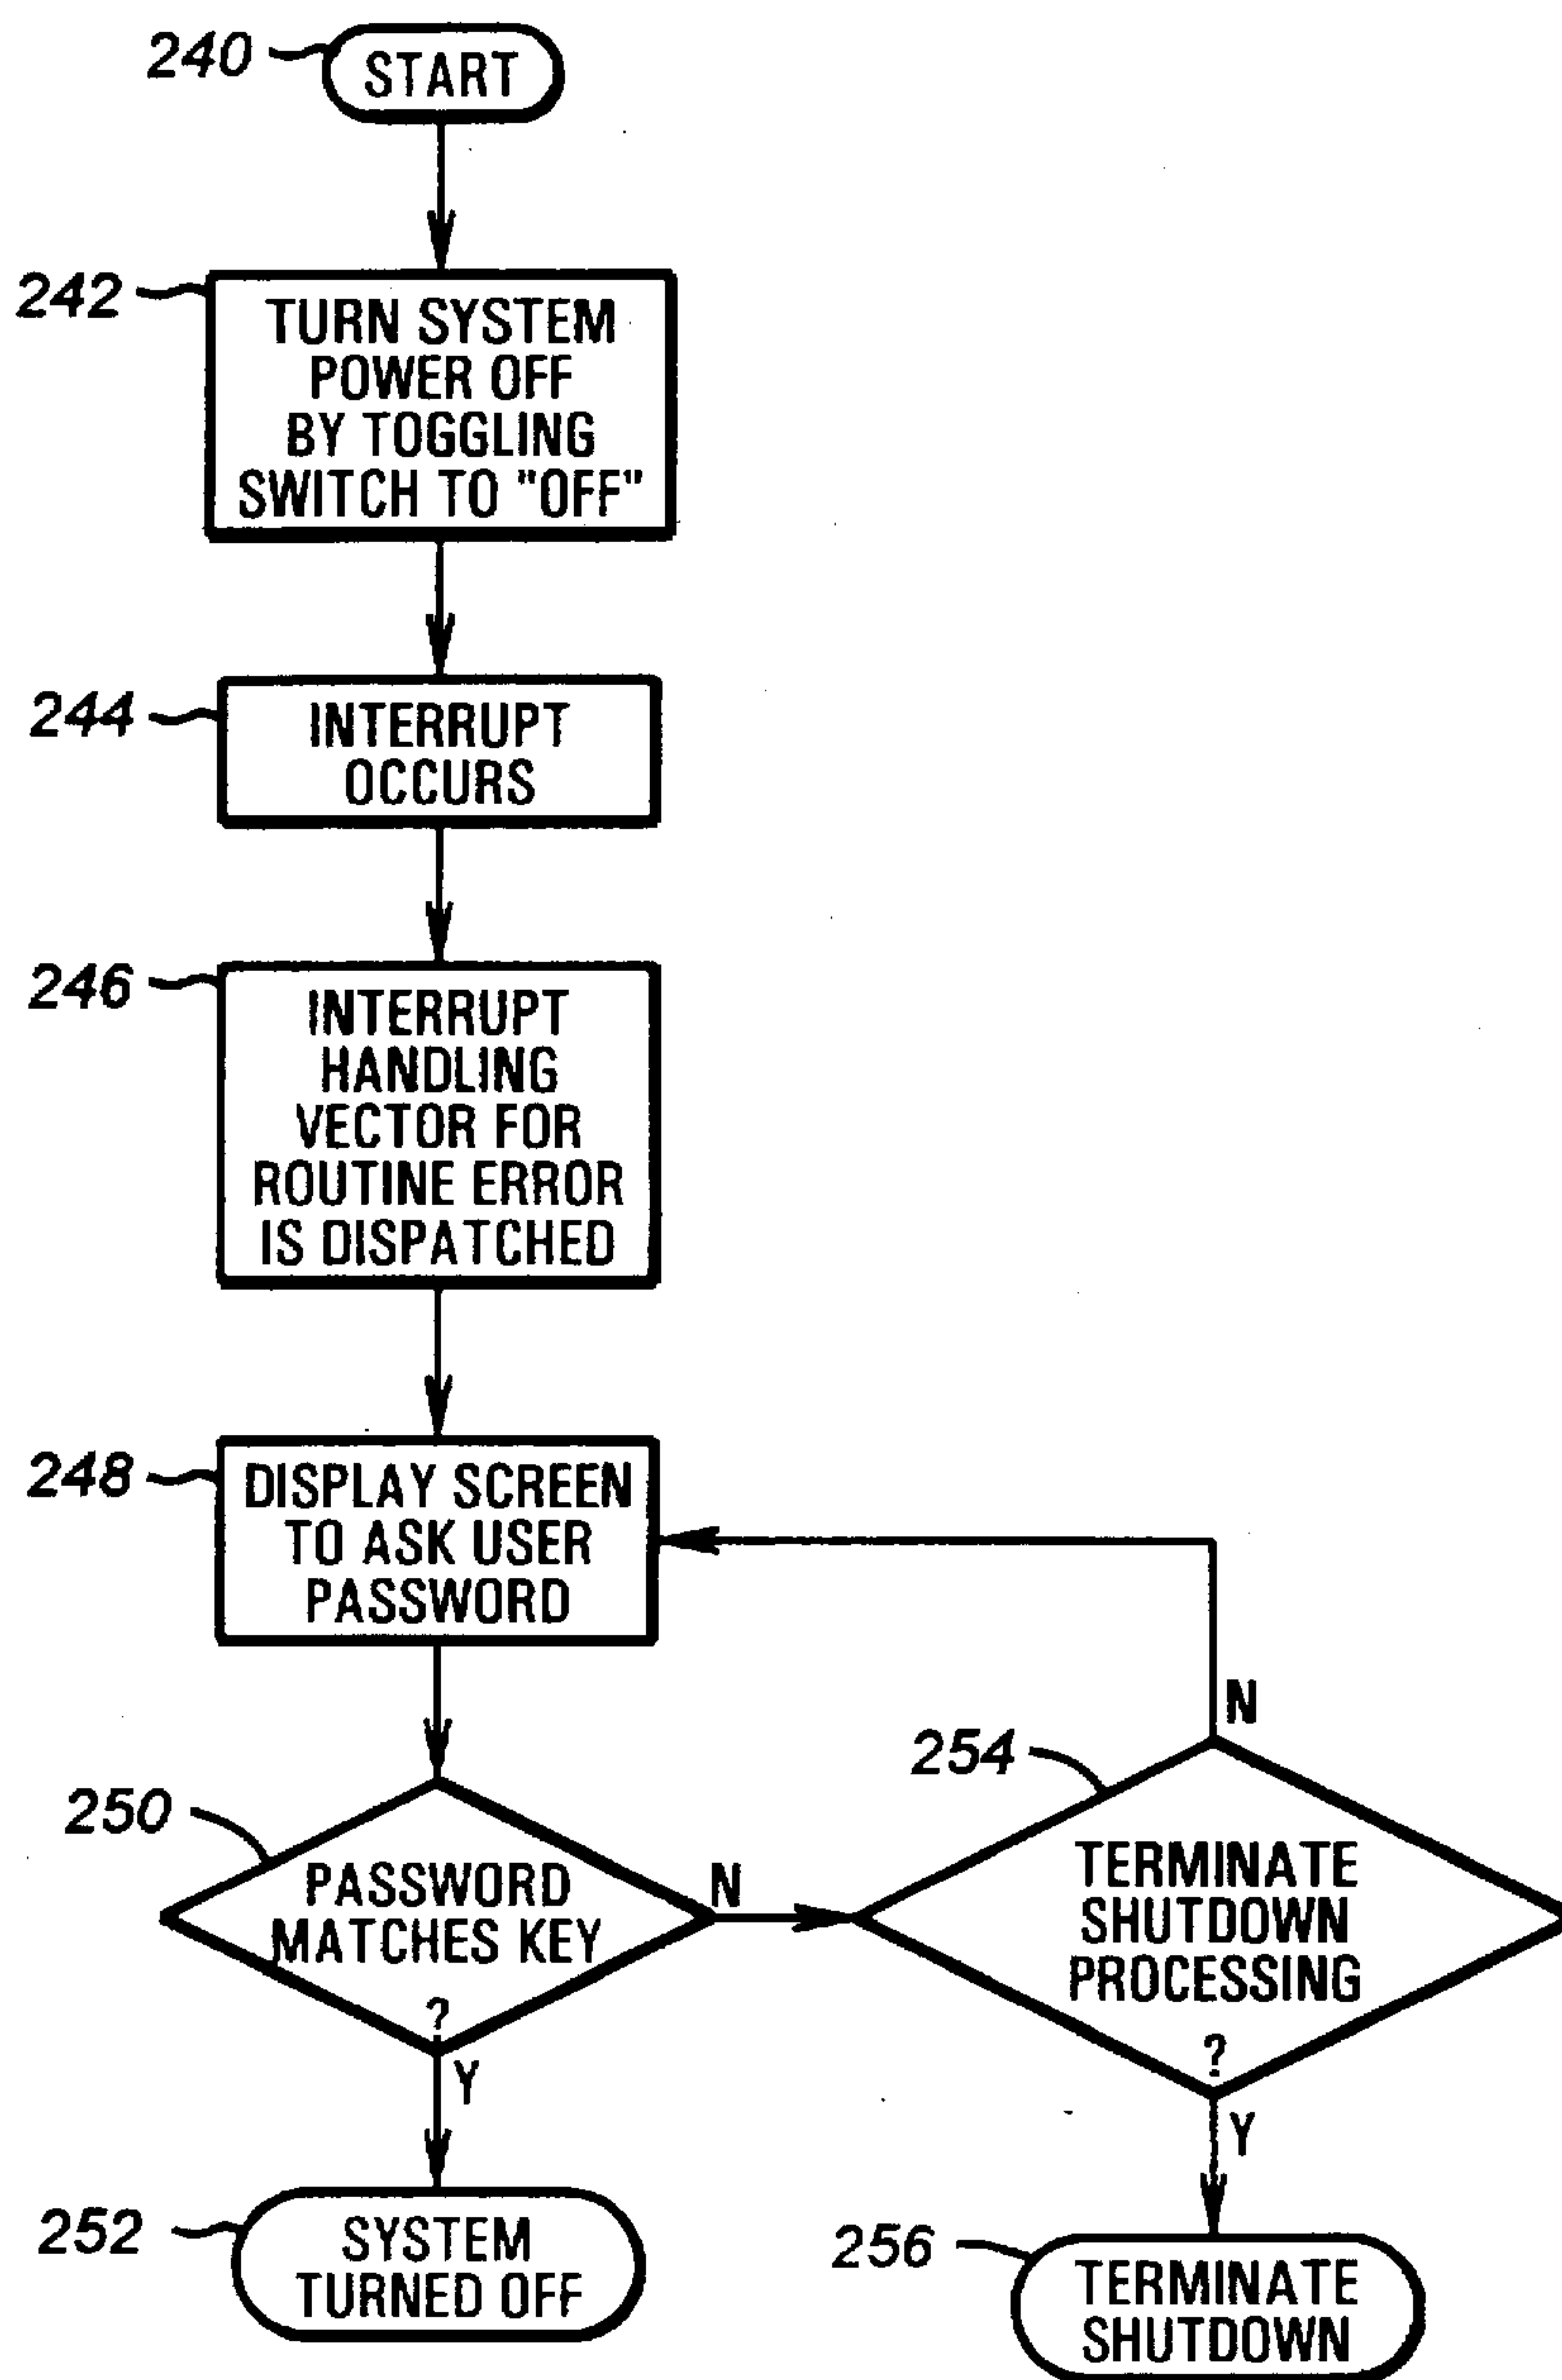 240
START
242
TURN SYSTEM
POWER OFF
BY TOGGLING
SWITCH TO "OFF"
244
INTERRUPT
OCCURS
246
INTERRUPT
HANDLING
VECTOR FOR
ROUTINE ERROR
IS DISPATCHED
248
DISPLAY SCREEN
TO ASK USER
PASSWORD
250
PASSWORD
MATCHES KEY
?
N
Y
254
TERMINATE
SHUTDOWN
PROCESSING
?
N
Y
252
SYSTEM
TURNED OFF
256
TERMINATE
SHUTDOWN